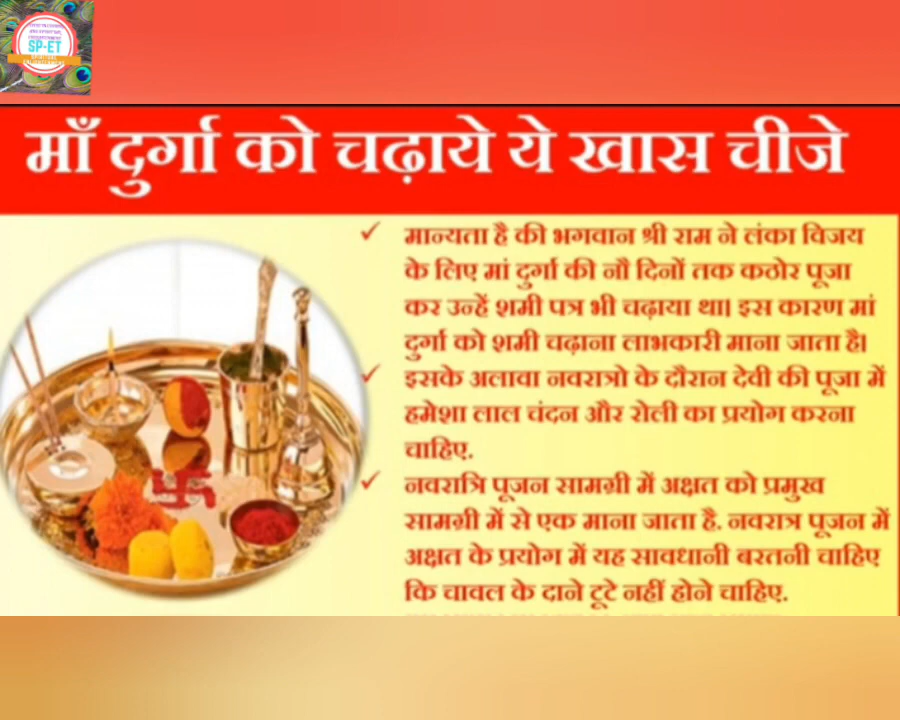 SP-ET
माँ दुर्गा को चढ़ाये ये खास चीजे
मान्यता है की भगवान श्री राम ने लंका विजय
के लिए मां दुर्गा की नौ दिनों तक कठोर पूजा
कर उन्हें शमी पत्र भी चढ़ाया था| इस कारण मां
दुर्गा को शमी चढ़ाना लाभकारी माना जाता है|
इसके अलावा नवरात्रो के दौरान देवी की पूजा में
हमेशा लाल चंदन और रोली का प्रयोग करना
चाहिए.
नवरात्रि पूजन सामग्री में अक्षत को प्रमुख
सामग्री में से एक माना जाता है. नवरात्र पूजन में
अक्षत के प्रयोग में यह सावधानी बरतनी चाहिए
कि चावल के दाने टूटे नहीं होने चाहिए.